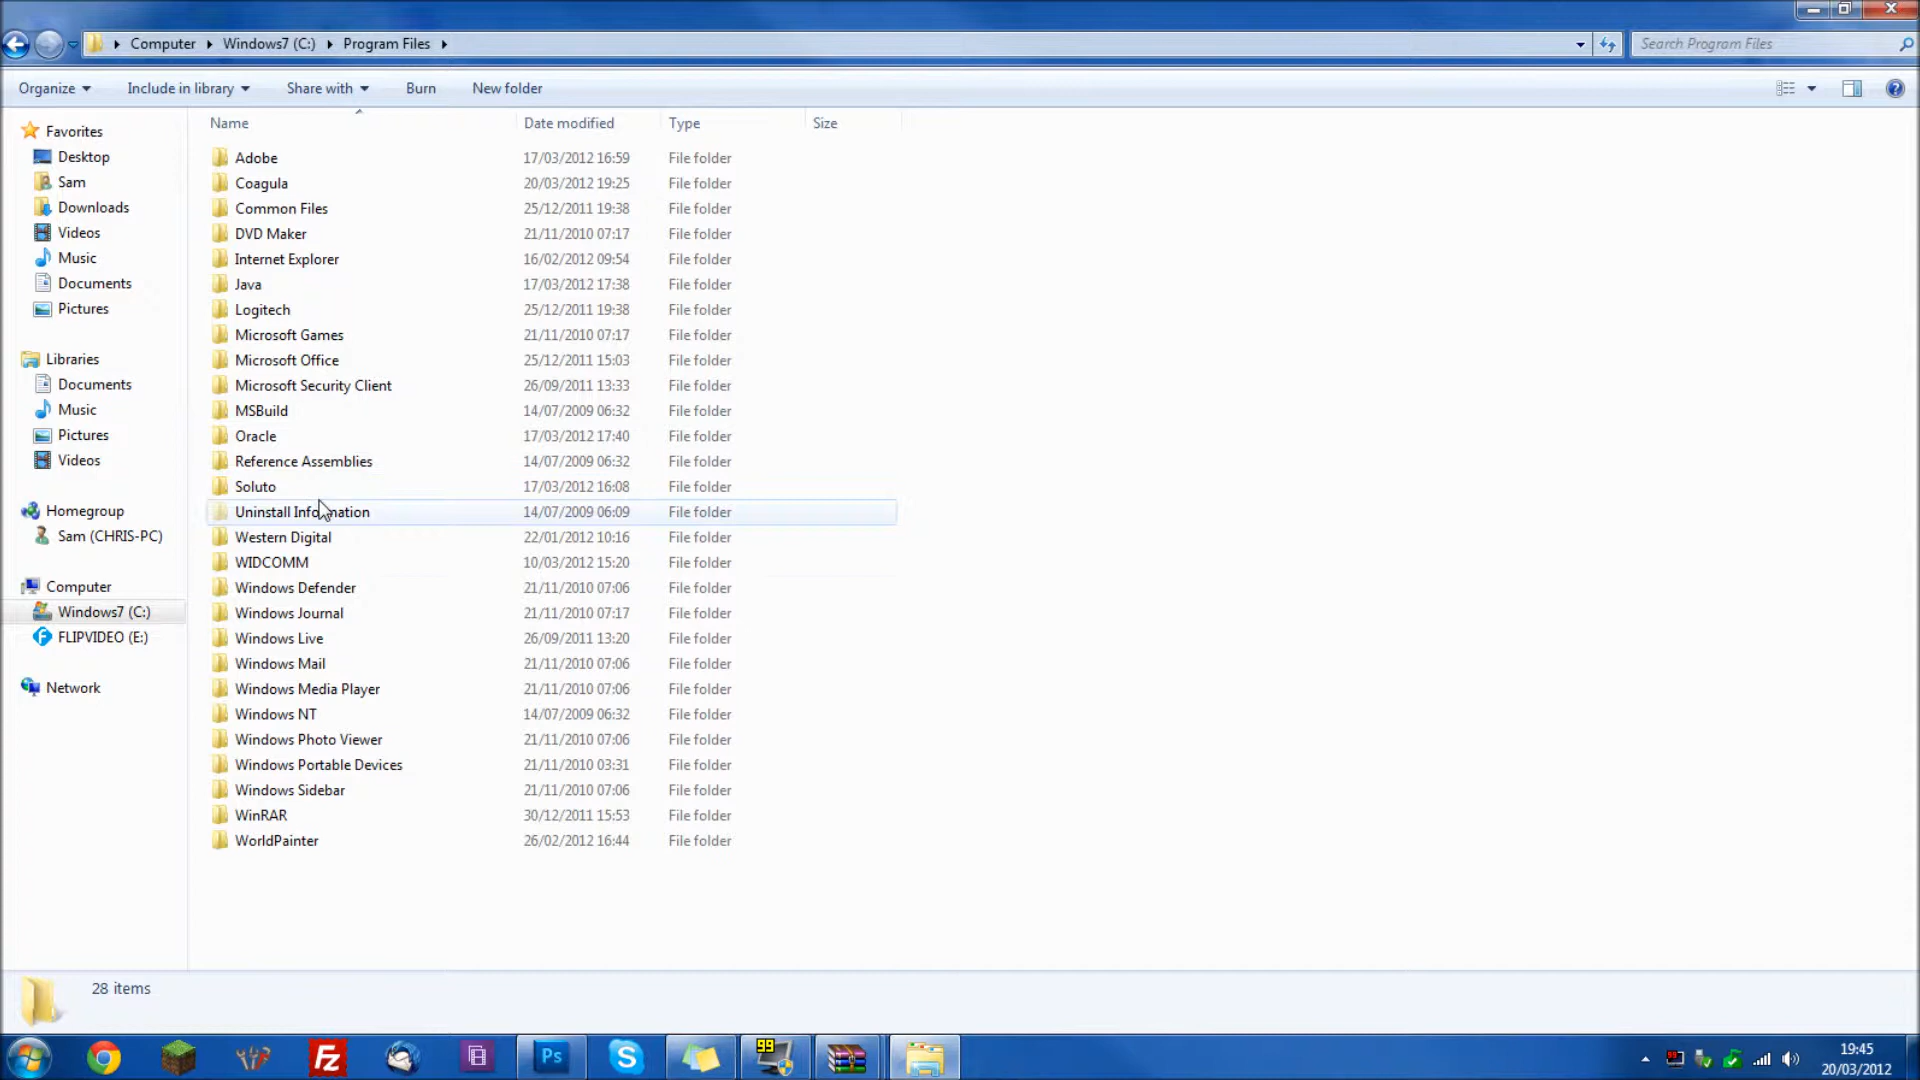 Computer Windows7 (C:) Program Files
Search Program Files
Organize Include in library Share with Burn New folder
Name Date modified Type Size
Favorites
Desktop
Sam
Downloads
Videos
Music
Documents
Pictures
Libraries
Documents
Music
Pictures
Videos
Homegroup
Sam (CHRIS-PC)
Computer
Windows7 (C:)
FLIPVIDEO (E:)
Network
Adobe 17/03/2012 16:59 File folder
Coagula 20/03/2012 19:25 File folder
Common Files 25/12/2011 19:38 File folder
DVD Maker 21/11/2010 07:17 File folder
Internet Explorer 16/02/2012 09:54 File folder
Java 17/03/2012 17:38 File folder
Logitech 25/12/2011 19:38 File folder
Microsoft Games 21/11/2010 07:17 File folder
Microsoft Office 25/12/2011 15:03 File folder
Microsoft Security Client 26/09/2011 13:33 File folder
MSBuild 14/07/2009 06:32 File folder
Oracle 17/03/2012 17:40 File folder
Reference Assemblies 14/07/2009 06:32 File folder
Soluto 17/03/2012 16:08 File folder
Uninstall Information 14/07/2009 06:09 File folder
Western Digital 22/01/2012 10:16 File folder
WIDCOMM 10/03/2012 15:20 File folder
Windows Defender 21/11/2010 07:06 File folder
Windows Journal 21/11/2010 07:17 File folder
Windows Live 26/09/2011 13:20 File folder
Windows Mail 21/11/2010 07:06 File folder
Windows Media Player 21/11/2010 07:06 File folder
Windows NT 14/07/2009 06:32 File folder
Windows Photo Viewer 21/11/2010 07:06 File folder
Windows Portable Devices 21/11/2010 03:31 File folder
Windows Sidebar 21/11/2010 07:06 File folder
WinRAR 30/12/2011 15:53 File folder
WorldPainter 26/02/2012 16:44 File folder
28 items
Fz
Ps
S
99
19:45
20/03/2012